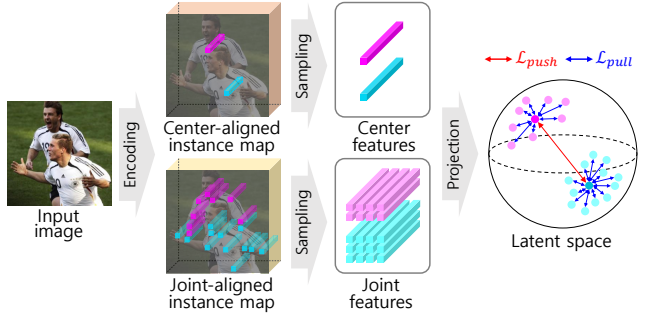 Input
image
Encoding
Center-aligned
instance map
Joint-aligned
instance map
Sampling
Sampling
Center
features
Joint
features
Projection
ℒpush ℒpull
Latent space